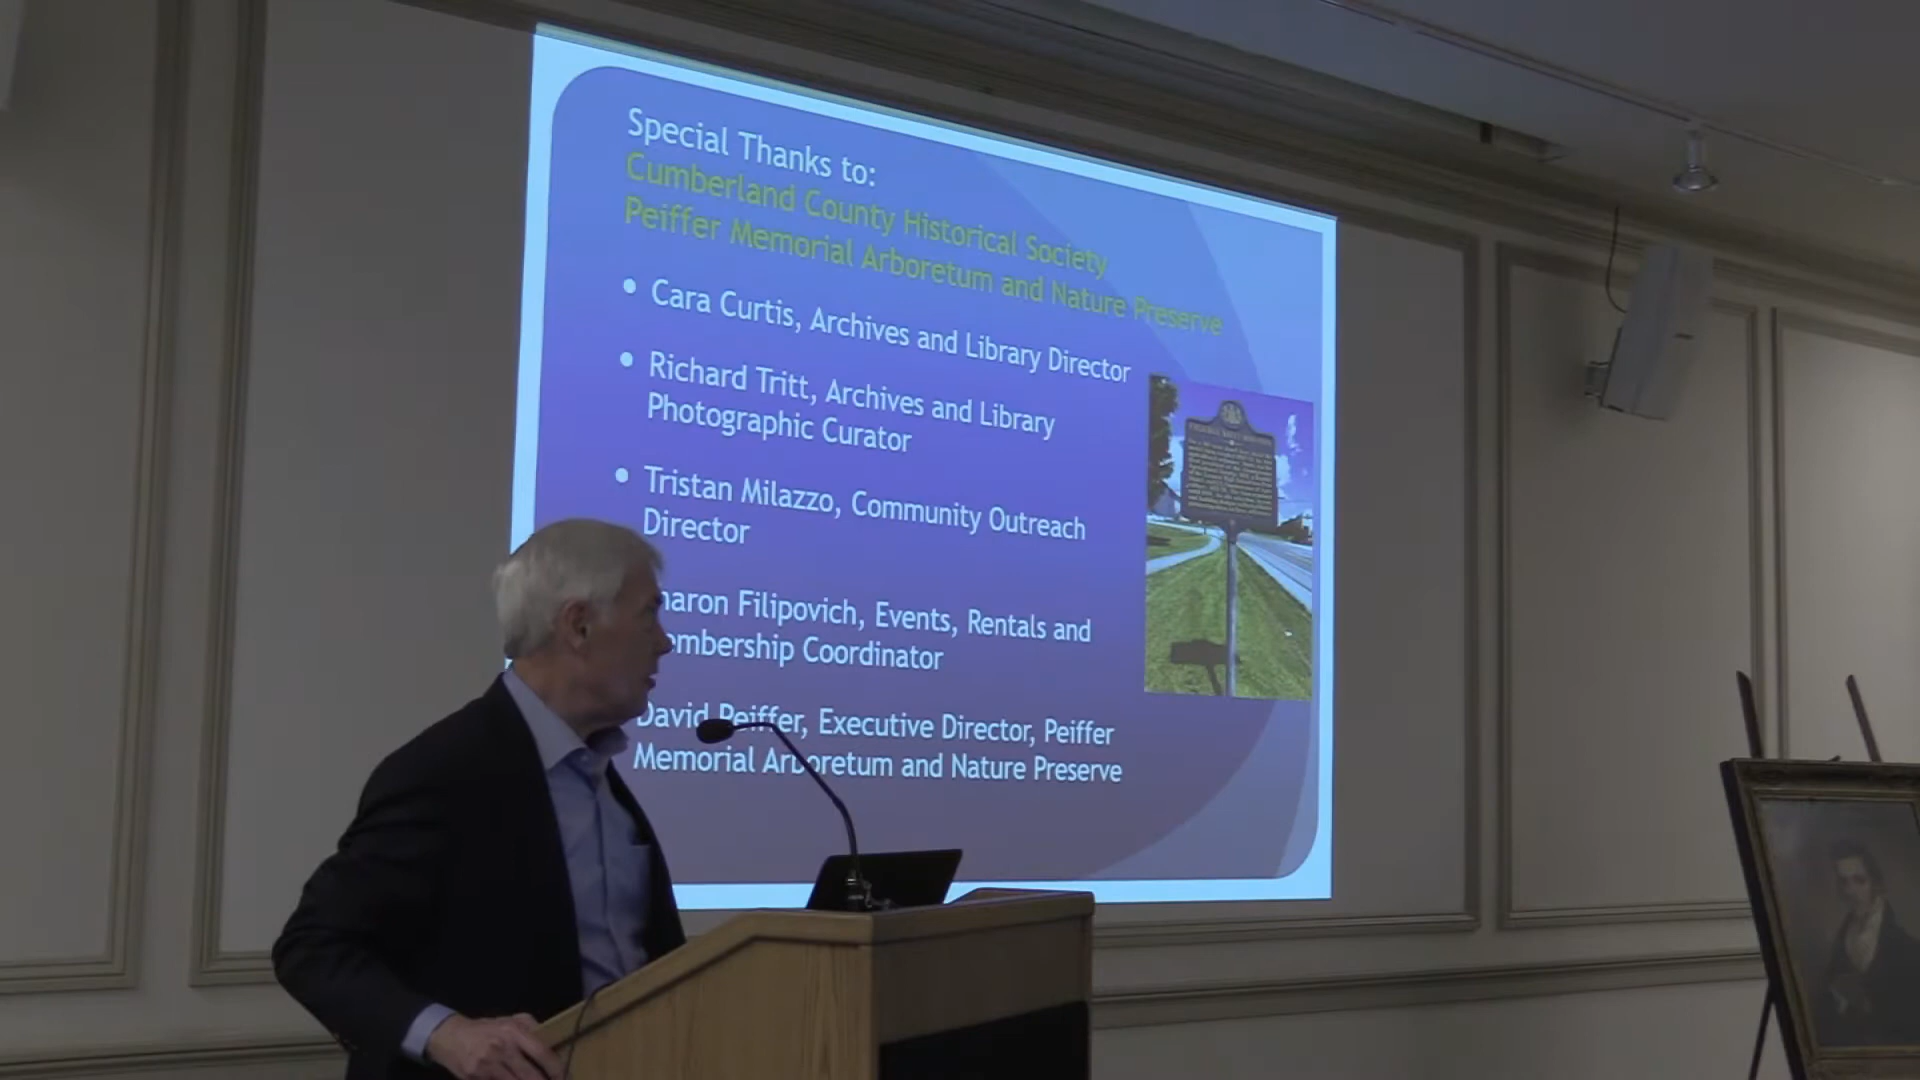 Special Thanks to:
Cumberland County Historical Society
Peiffer Memorial Arboretum and Nature Preserve
• Cara Curtis, Archives and Library Director
• Richard Tritt, Archives and Library
Photographic Curator
• Tristan Milazzo, Community Outreach
Director
haron Filipovich, Events, Rentals and
embership Coordinator
David Peiffer, Executive Director, Peiffer
Memorial Arboretum and Nature Preserve